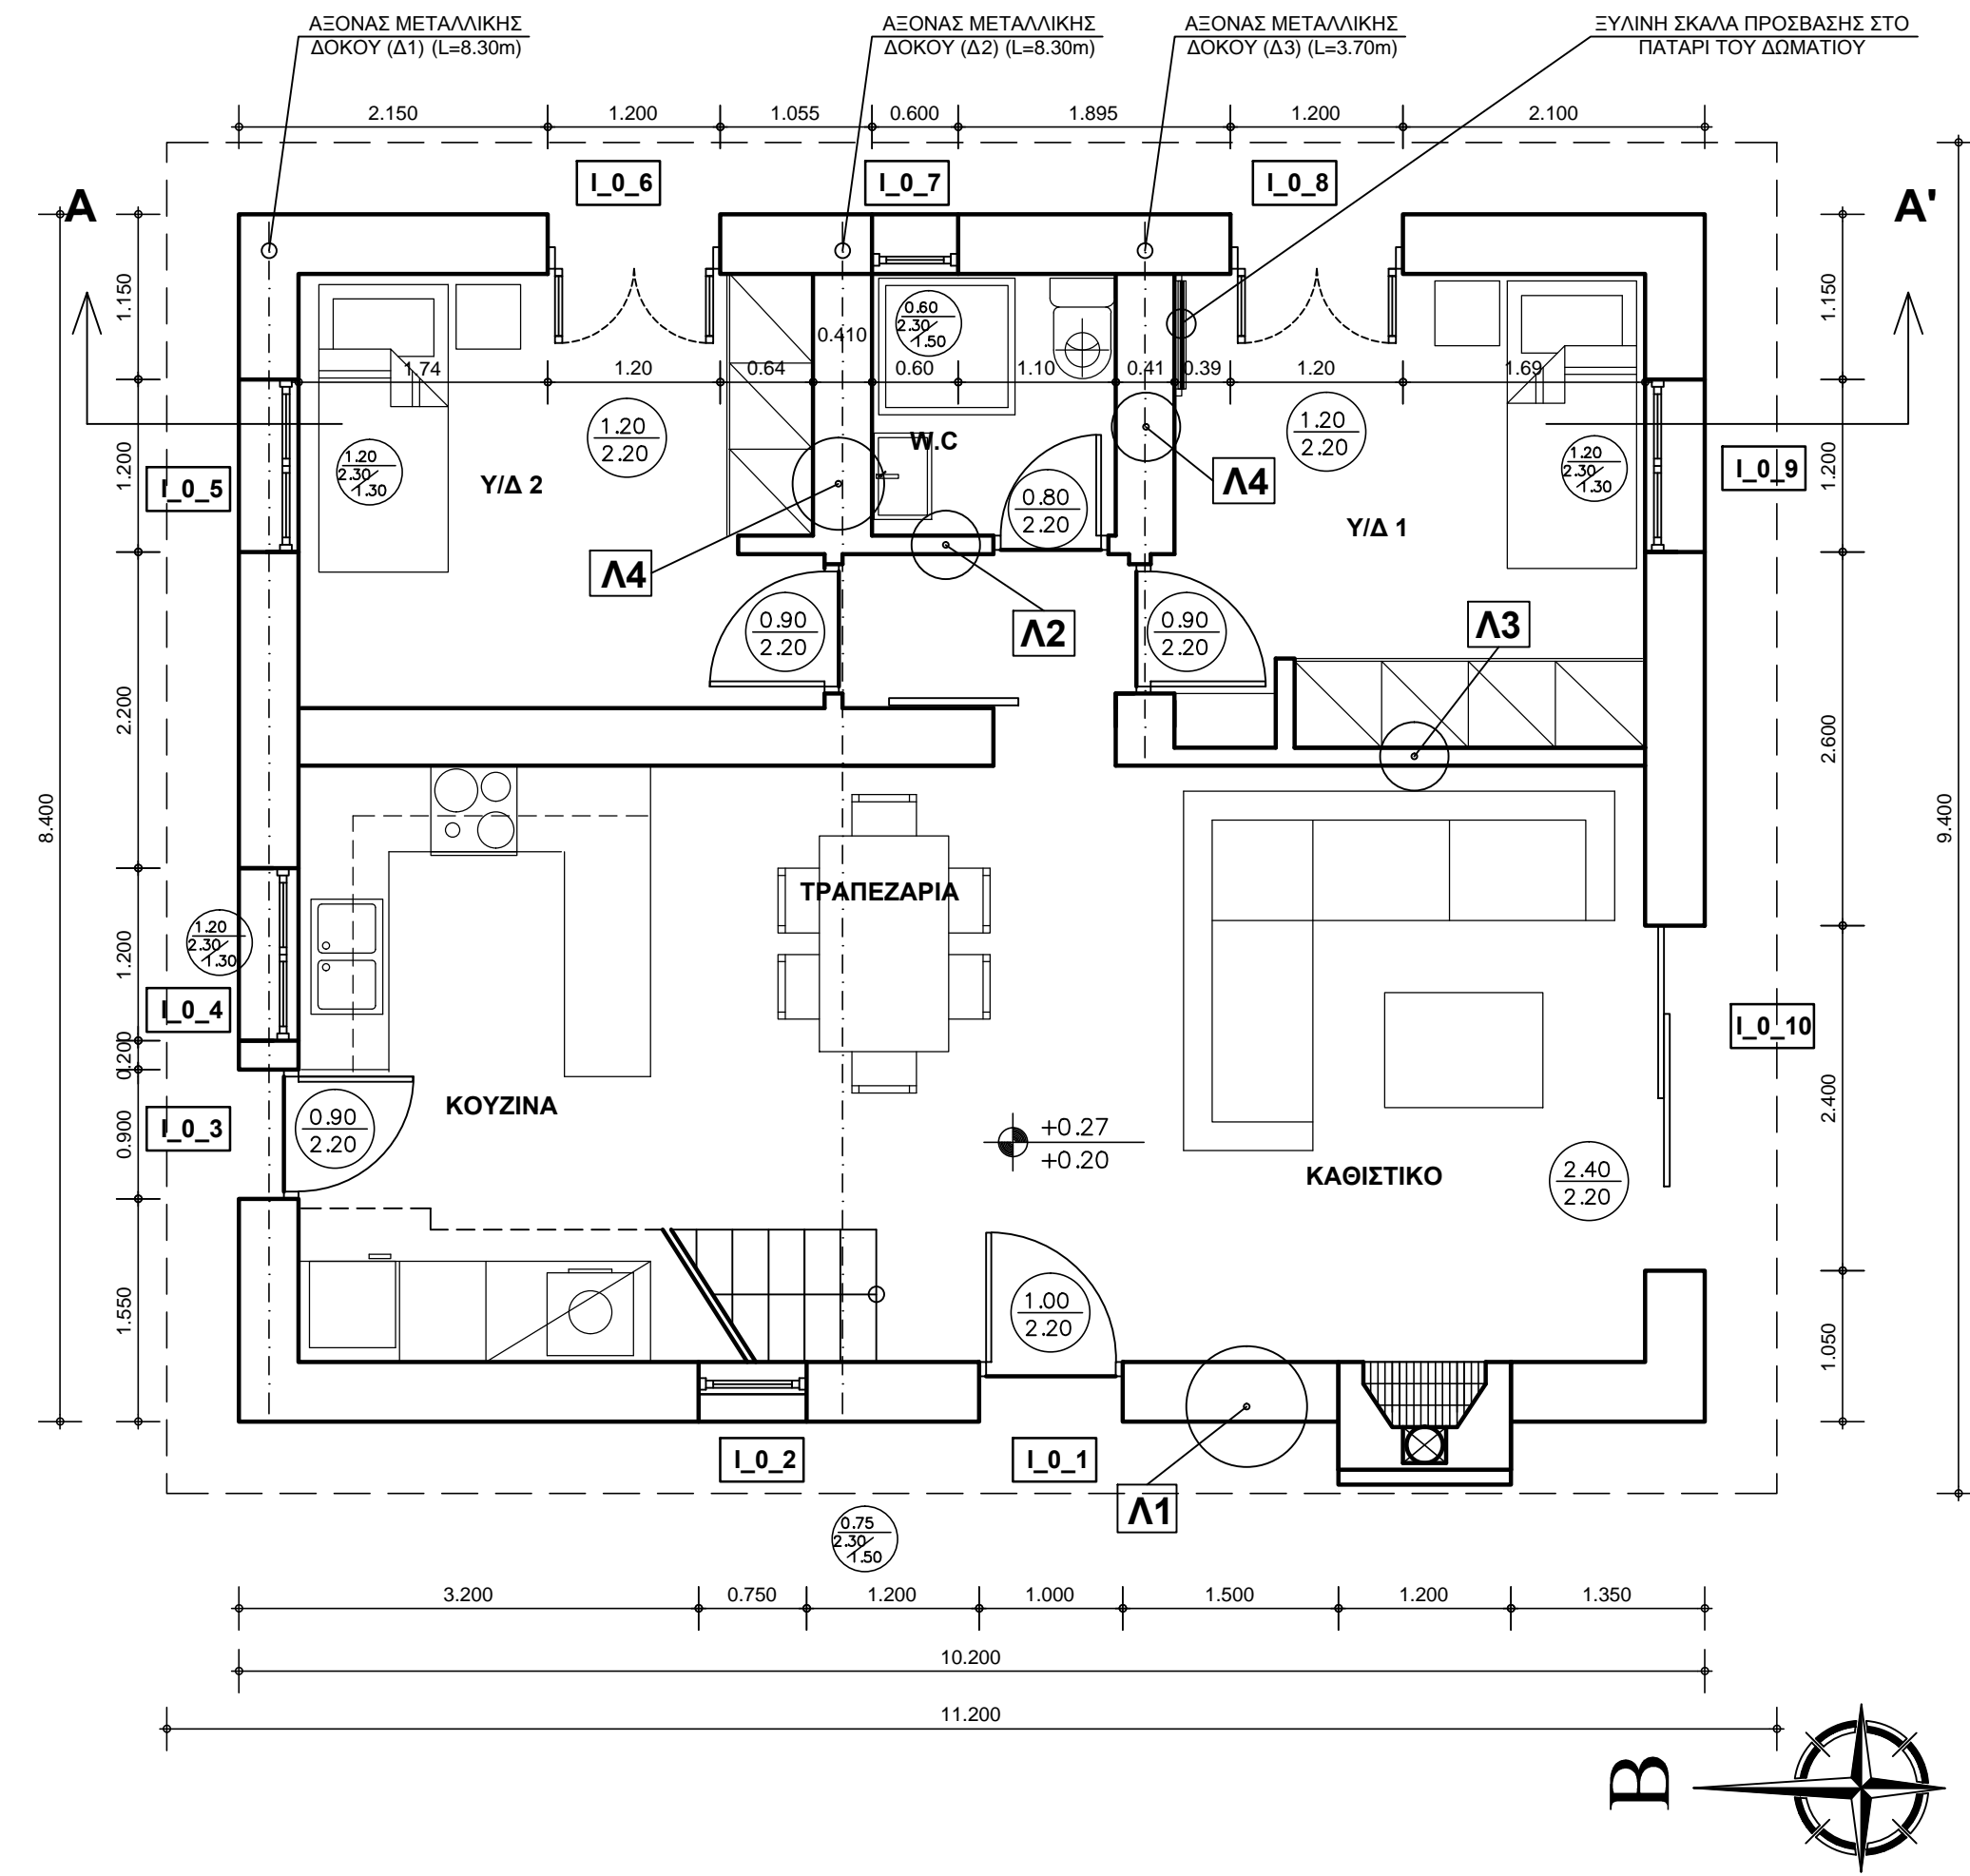 ΑΞΟΝΑΣ ΜΕΤΑΛΛΙΚΗΣ
ΔΟΚΟΥ (Δ1) (L=8.30m)
ΑΞΟΝΑΣ ΜΕΤΑΛΛΙΚΗΣ
ΔΟΚΟΥ (Δ2) (L=8.30m)
ΑΞΟΝΑΣ ΜΕΤΑΛΛΙΚΗΣ
ΔΟΚΟΥ (Δ3) (L=3.70m)
ΞΥΛΙΝΗ ΣΚΑΛΑ ΠΡΟΣΒΑΣΗΣ ΣΤΟ
ΠΑΤΑΡΙ ΤΟΥ ΔΩΜΑΤΙΟΥ
2.150 1.200 1.055 0.600 1.895 1.200 2.100
I_0_6 I_0_7 I_0_8
A A'
1.150
1.150
0.60
2.30
1.50
0.410
1.74 1.20 0.64 0.60 1.10 0.41 0.39 1.20 1.69
1.20
2.20
1.20
2.20
W.C
1.20
2.30
1.30
1.20
2.30
1.30
1.200
1.200
I_0_5
I_0_9
Υ/Δ 2
Λ4
0.80
2.20
Υ/Δ 1
Λ4
0.90
2.20
Λ2
0.90
2.20
Λ3
2.200
2.600
8.400
9.400
ΤΡΑΠΕΖΑΡΙΑ
1.20
2.30
1.30
1.200
I_0_4
I_0_10
0.200
ΚΟΥΖΙΝΑ
2.400
I_0_3
0.900
0.90
2.20
+0.27
+0.20
ΚΑΘΙΣΤΙΚΟ
2.40
2.20
1.550
1.00
2.20
1.050
I_0_2
I_0_1
Λ1
0.75
2.30
1.50
3.200 0.750 1.200 1.000 1.500 1.200 1.350
10.200
11.200
Β